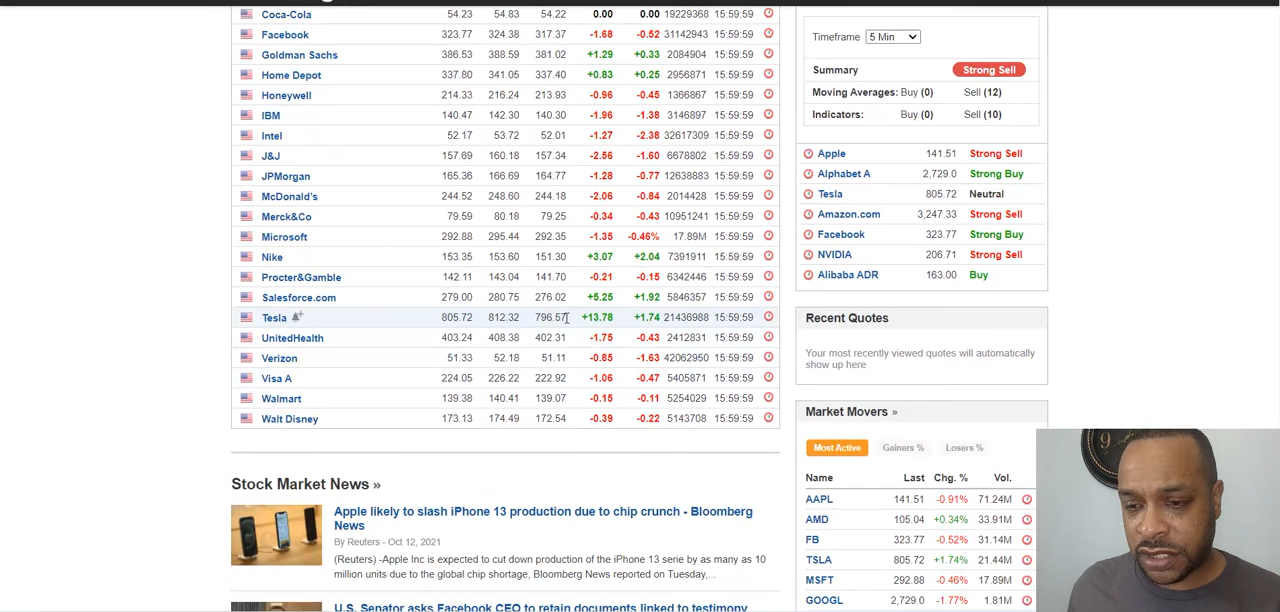 Coca-Cola 54.23 54.83 54.22 0.00 0.00 19229368 15:59:59
Facebook 323.77 324.38 317.37 -1.68 -0.52 31142943 15:59:59
Goldman Sachs 386.53 388.59 381.02 +1.29 +0.33 2084904 15:59:59
Home Depot 337.80 341.05 337.40 +0.83 +0.25 2956871 15:59:59
Honeywell 214.33 216.24 213.93 -0.96 -0.45 1366867 15:59:59
IBM 140.47 142.30 140.30 -1.96 -1.38 3146897 15:59:59
Intel 52.17 53.72 52.01 -1.27 -2.38 32617309 15:59:59
J&J 157.69 160.18 157.34 -2.56 -1.60 6678802 15:59:59
JPMorgan 165.36 166.69 164.77 -1.28 -0.77 12638883 15:59:59
McDonald's 244.52 248.60 244.18 -2.06 -0.84 2014428 15:59:59
Merck&Co 79.59 80.18 79.25 -0.34 -0.43 10361241 15:59:59
Microsoft 292.88 295.44 292.35 -1.35 -0.46% 17.89M 15:59:59
Nike 153.35 153.60 151.30 +3.07 +2.04 7391911 15:59:59
Procter&Gamble 142.11 143.04 141.70 -0.21 -0.15 6342446 15:59:59
Salesforce.com 279.00 280.75 276.02 +5.25 +1.92 5846357 15:59:59
Tesla 805.72 812.32 796.57 +13.78 +1.74 21436988 15:59:59
UnitedHealth 403.24 408.38 402.31 -1.75 -0.43 2412831 15:59:59
Verizon 51.33 52.18 51.11 -0.85 -1.63 42062950 15:59:59
Visa A 224.05 226.22 222.92 -1.06 -0.47 5405871 15:59:59
Walmart 139.38 140.41 139.07 -0.15 -0.11 5264029 15:59:59
Walt Disney 173.13 174.49 172.54 -0.39 -0.22 5143708 15:59:59
Stock Market News »
Apple likely to slash iPhone 13 production due to chip crunch - Bloomberg
News
By Reuters - Oct 12, 2021
(Reuters) -Apple Inc is expected to cut down production of the iPhone 13 serie by as many as 10
million units due to the global chip shortage, Bloomberg News reported on Tuesday,...
U.S. Senator asks Facebook CEO to retain documents linked to testimony
Timeframe 5 Min
Summary Strong Sell
Moving Averages: Buy (0) Sell (12)
Indicators: Buy (0) Sell (10)
Apple 141.51 Strong Sell
Alphabet A 2,729.0 Strong Buy
Tesla 805.72 Neutral
Amazon.com 3,247.33 Strong Sell
Facebook 323.77 Strong Buy
NVIDIA 206.71 Strong Sell
Alibaba ADR 163.00 Buy
Recent Quotes
Your most recently viewed quotes will automatically
show up here
Market Movers »
Most Active Gainers % Losers %
Name Last Chg. % Vol.
AAPL 141.51 -0.91% 71.24M
AMD 105.04 +0.34% 33.91M
FB 323.77 -0.52% 31.14M
TSLA 805.72 +1.74% 21.44M
MSFT 292.88 -0.46% 17.89M
GOOGL 2,729.0 -1.77% 1.81M
9